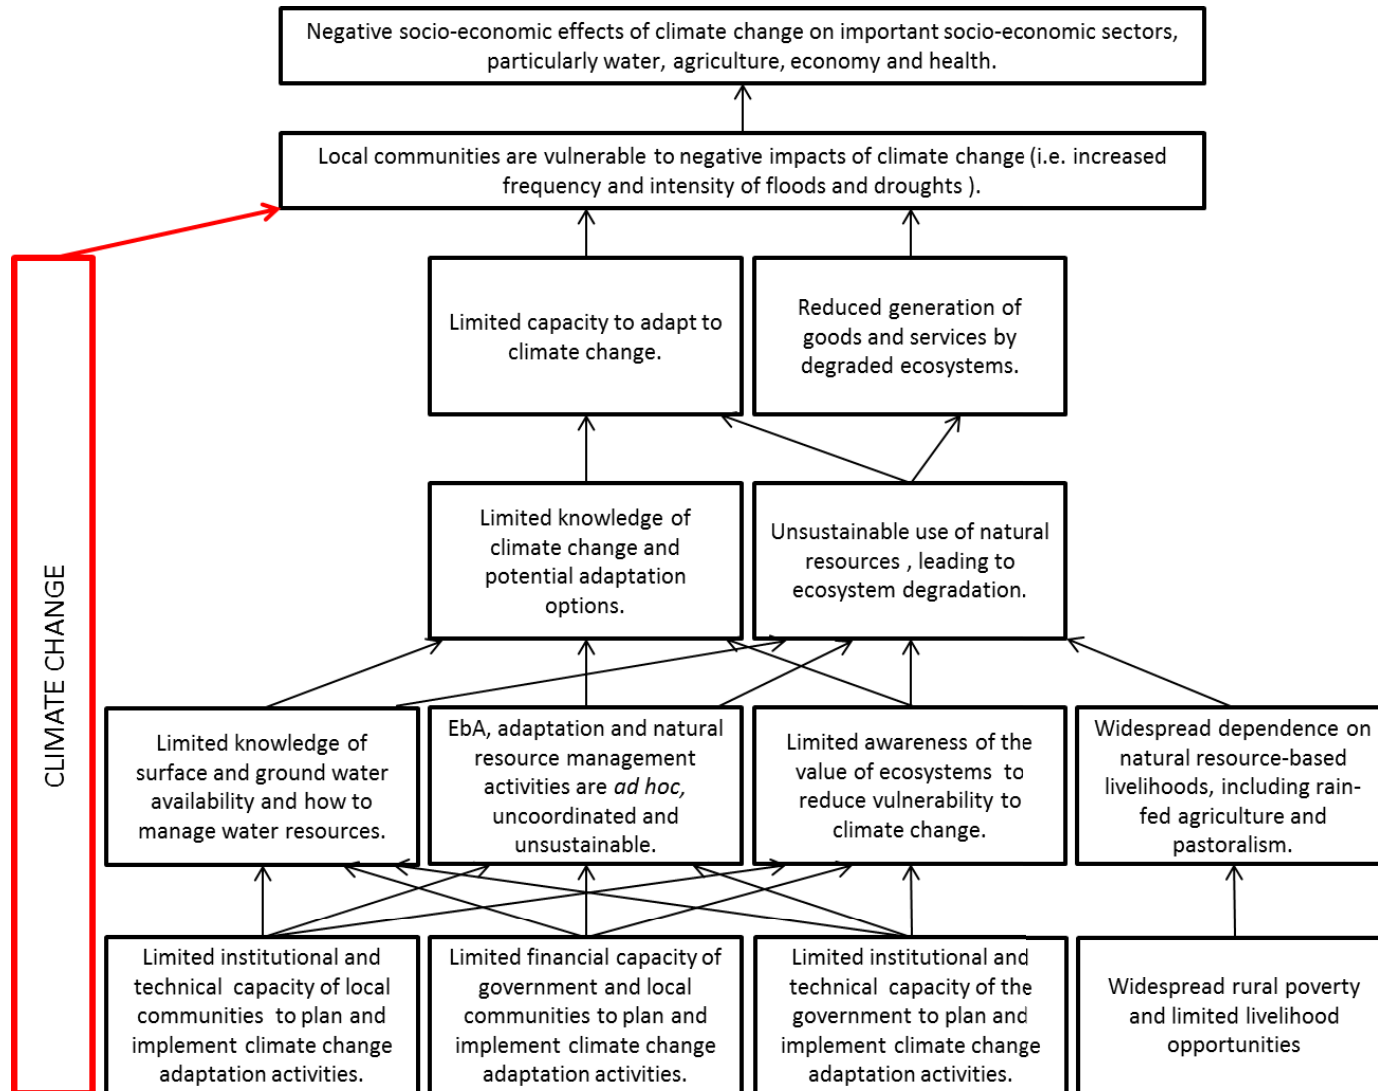 Negative socio-economic effects of climate change on important socio-economic sectors,
particularly water, agriculture, economy and health.
Local communities are vulnerable to negative impacts of climate change (i.e. increased
frequency and intensity of floods and droughts ).
Limited capacity to adapt to
climate change.
Reduced generation of
goods and services by
degraded ecosystems.
CLIMATE CHANGE
Limited knowledge of
climate change and
potential adaptation
options.
Unsustainable use of natural
resources , leading to
ecosystem degradation.
Limited knowledge of
surface and ground water
availability and how to
manage water resources.
EbA, adaptation and natural
resource management
activities are ad hoc,
uncoordinated and
unsustainable.
Limited awareness of the
value of ecosystems to
reduce vulnerability to
climate change.
Widespread dependence on
natural resource-based
livelihoods, including rain-
fed agriculture and
pastoralism.
Limited institutional and
technical capacity of local
communities to plan and
implement climate change
adaptation activities.
Limited financial capacity of
government and local
communities to plan and
implement climate change
adaptation activities.
Limited institutional and
technical capacity of the
government to plan and
implement climate change
adaptation activities.
Widespread rural poverty
and limited livelihood
opportunities